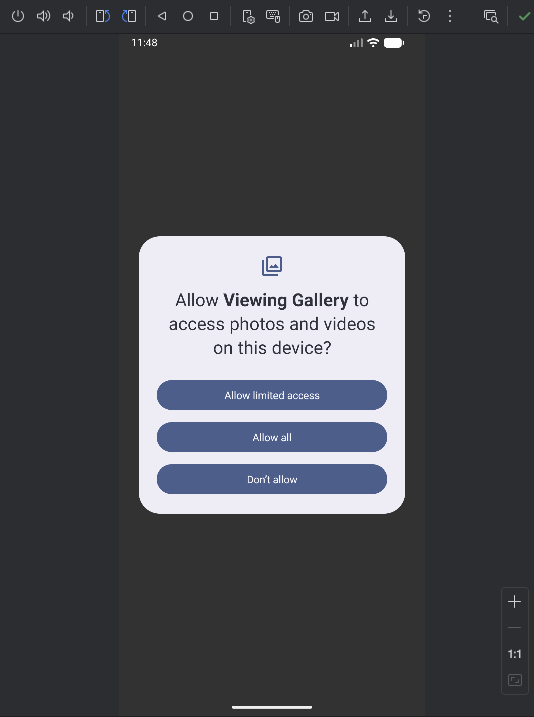 11:48
Allow Viewing Gallery to
access photos and videos
on this device?
Allow limited access
Allow all
Don't allow
1:1